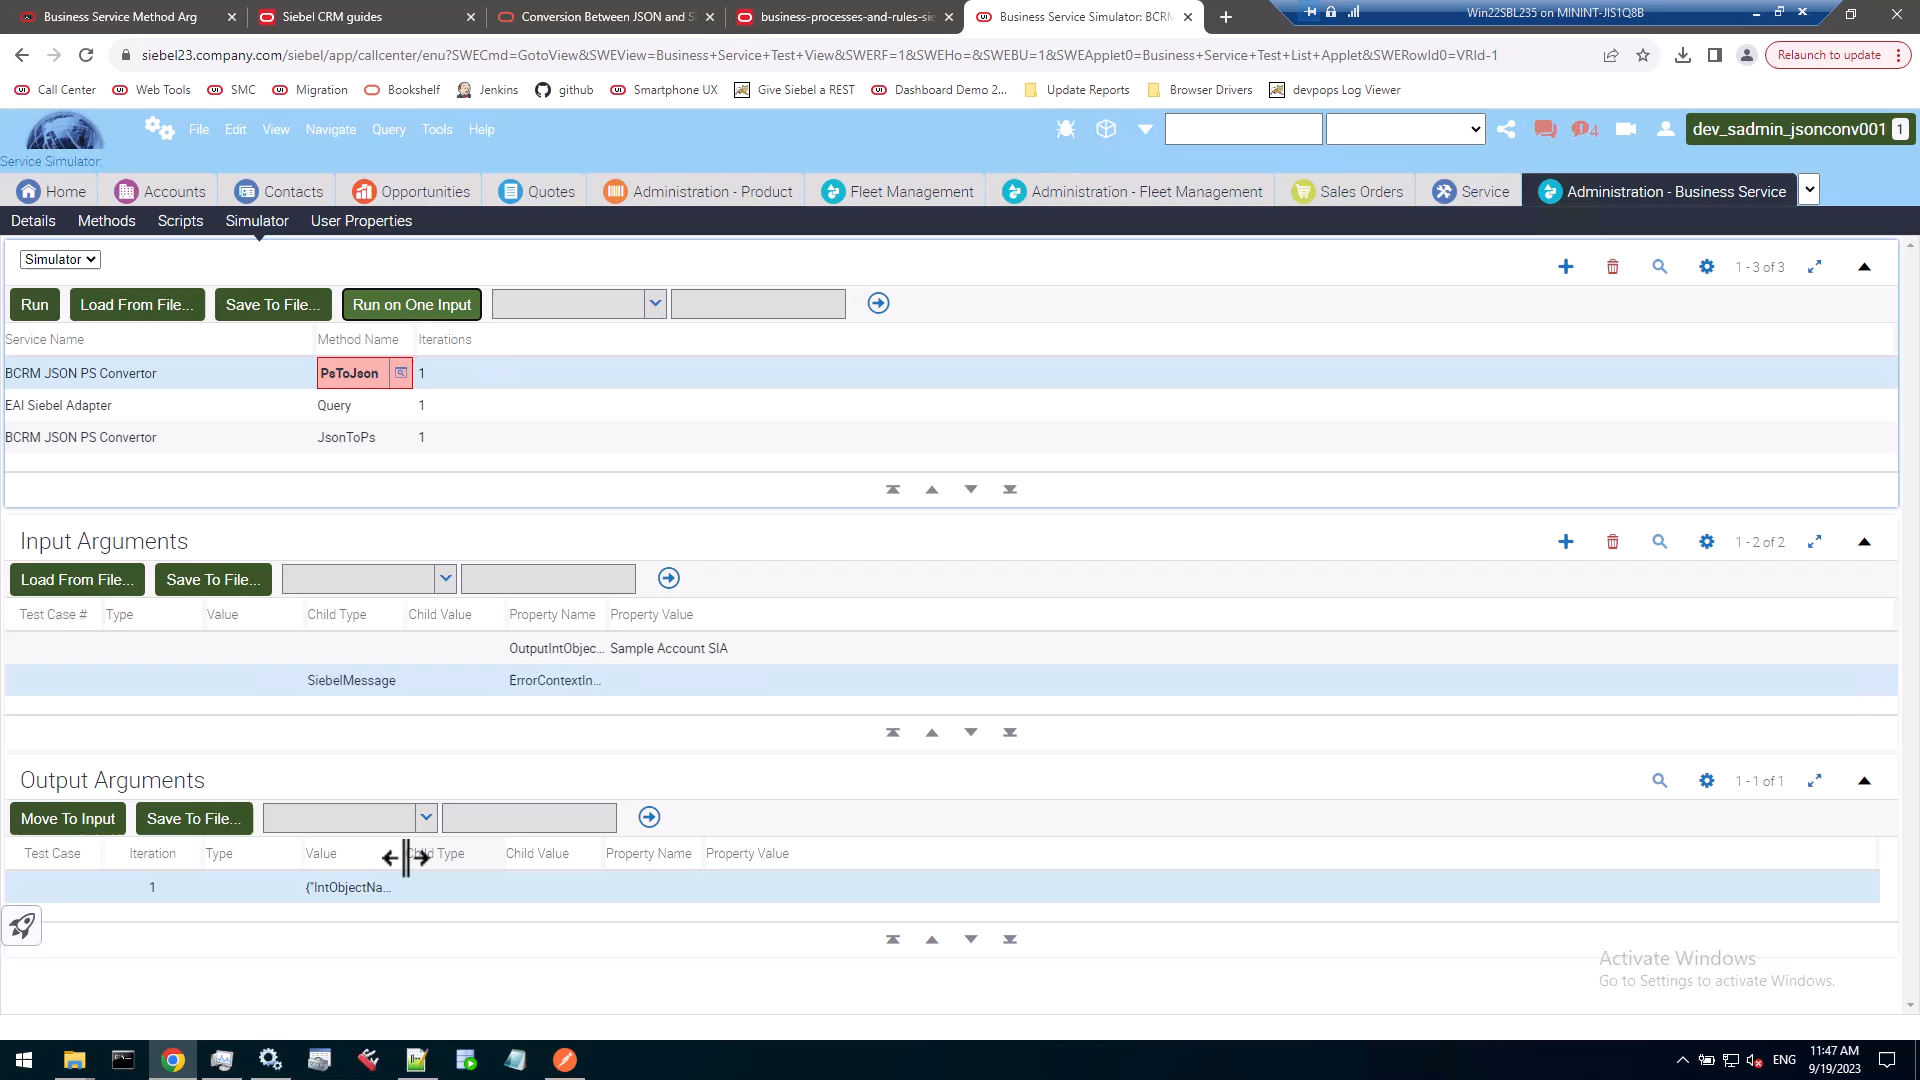 Business Service Method Arg
Siebel CRM guides
Conversion Between JSON and S
business-processes-and-rules-sie
Business Service Simulator: BCRM
Win22SBL235 on MININT-JIS1Q8B
siebel23.company.com/siebel/app/callcenter/enu?SWECmd=GotoView&SWEView=Business+Service+Test+View&SWERF=1&SWEHo=&SWEBU=1&SWEApplet0=Business+Service+Test+List+Applet&SWERowId0=VRId-1
Relaunch to update
Call Center
Web Tools
SMC
Migration
Bookshelf
Jenkins
github
Smartphone UX
Give Siebel a REST
Dashboard Demo 2...
Update Reports
Browser Drivers
devpops Log Viewer
File Edit View Navigate Query Tools Help
4
dev_sadmin_jsonconv001 1
Service Simulator:
Home
Accounts
Contacts
Opportunities
Quotes
Administration - Product
Fleet Management
Administration - Fleet Management
Sales Orders
Service
Administration - Business Service
Details Methods Scripts Simulator User Properties
Simulator
1 - 3 of 3
Run
Load From File...
Save To File...
Run on One Input
Service Name Method Name Iterations
BCRM JSON PS Convertor PsToJson 1
EAI Siebel Adapter Query 1
BCRM JSON PS Convertor JsonToPs 1
Input Arguments
1 - 2 of 2
Load From File...
Save To File...
Test Case # Type Value Child Type Child Value Property Name Property Value
OutputIntObjec... Sample Account SIA
SiebelMessage ErrorContextIn...
Output Arguments
1 - 1 of 1
Move To Input
Save To File...
Test Case Iteration Type Value Child Type Child Value Property Name Property Value
1 {"IntObjectNa...
Activate Windows
Go to Settings to activate Windows.
ENG
11:47 AM
9/19/2023